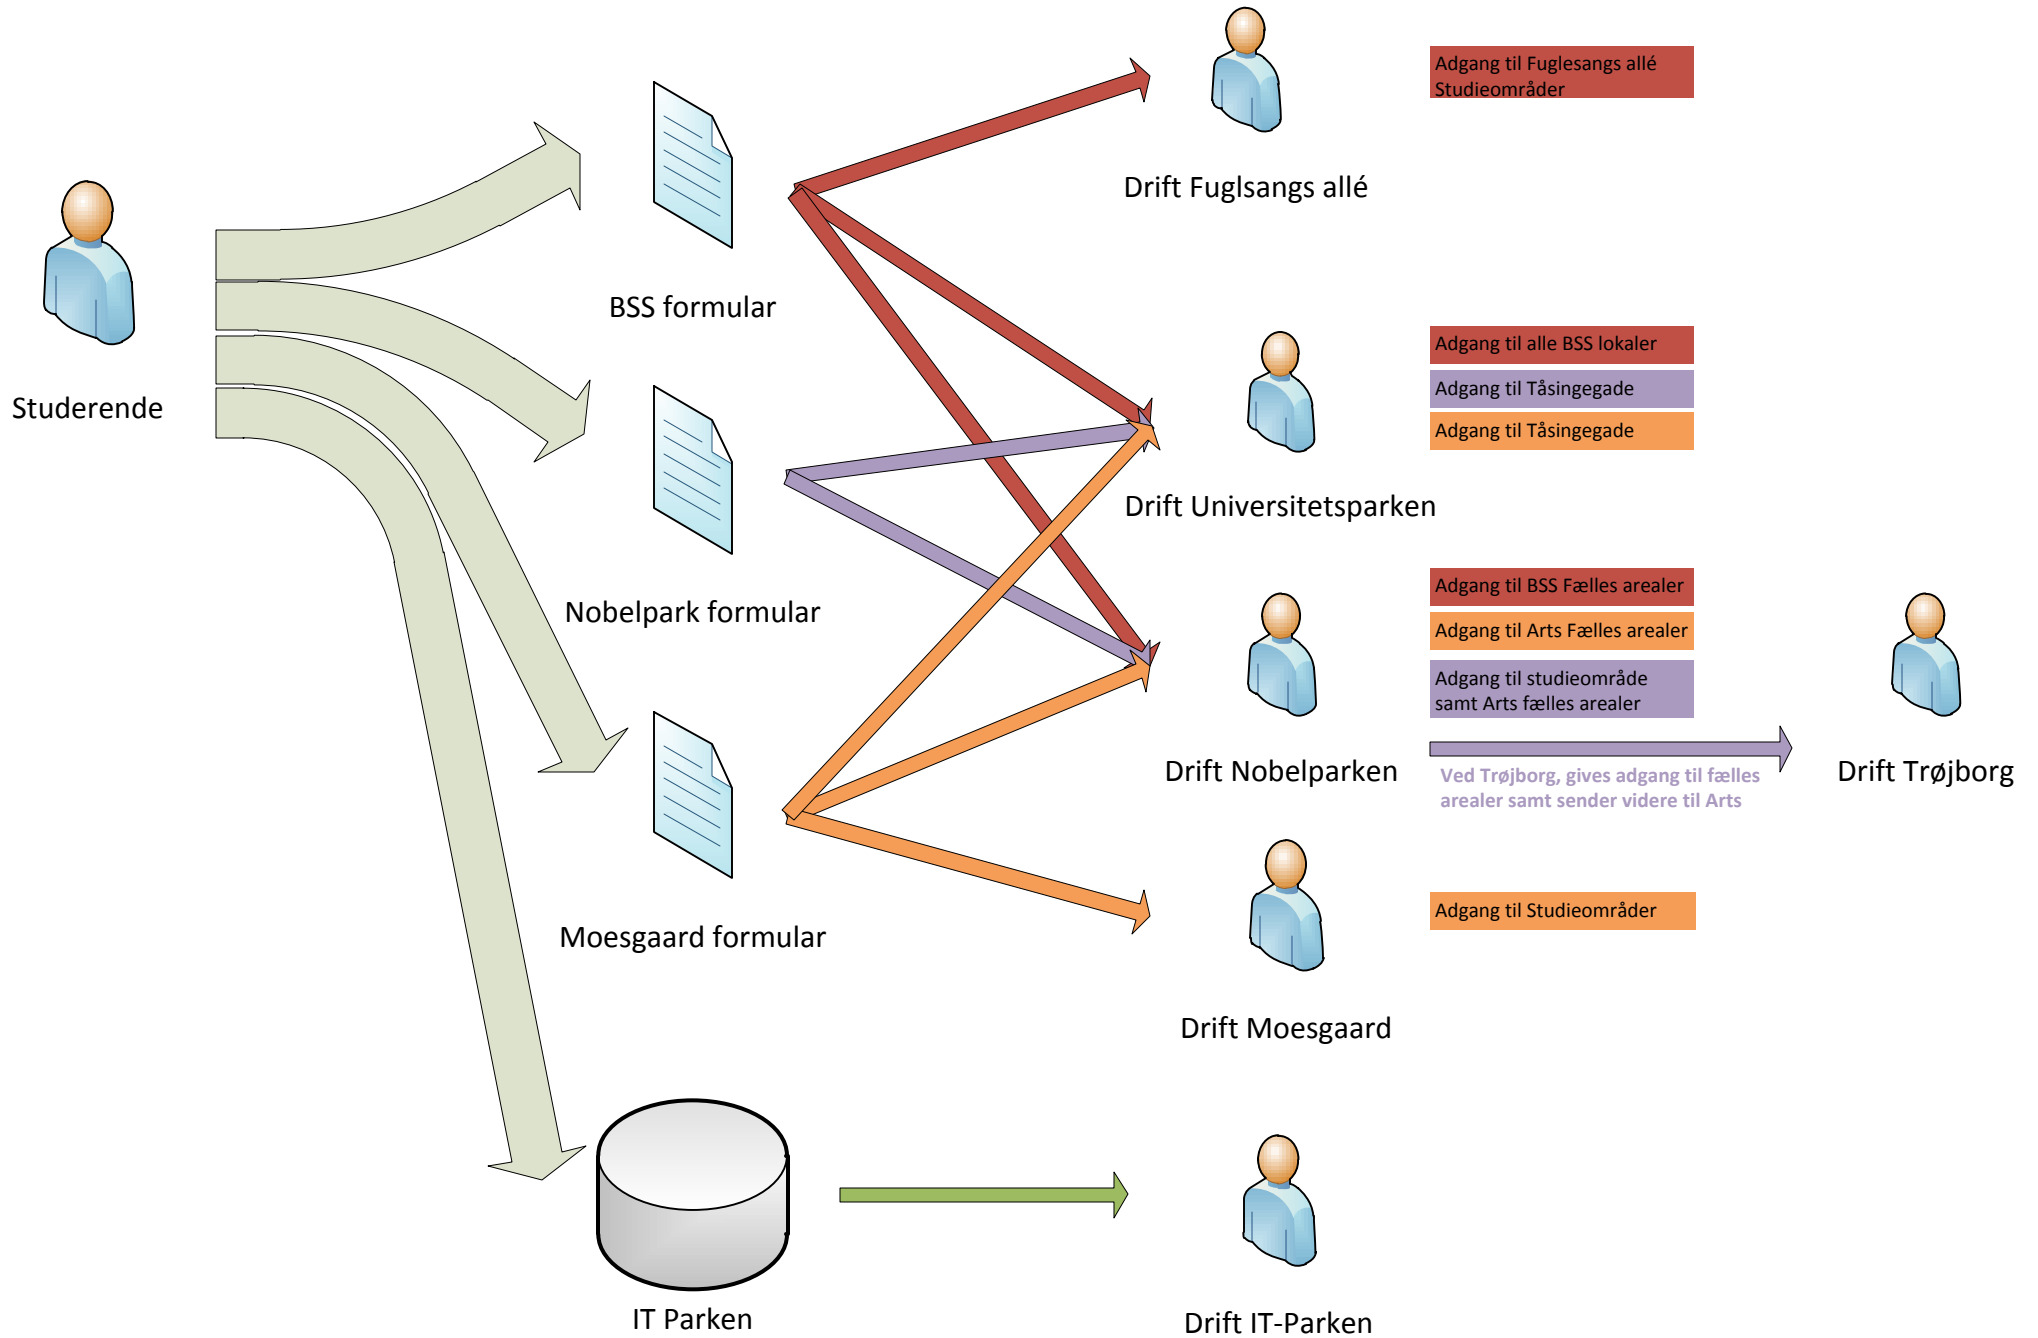 Adgang til Fuglesangs allé
Studieområder
Drift Fuglsangs allé
BSS formular
Studerende
Adgang til alle BSS lokaler
Adgang til Tåsingegade
Adgang til Tåsingegade
Drift Universitetsparken
Nobelpark formular
Adgang til BSS Fælles arealer
Adgang til Arts Fælles arealer
Adgang til studieområde
samt Arts fælles arealer
Drift Nobelparken
Ved Trøjborg, gives adgang til fælles
arealer samt sender videre til Arts
Drift Trøjborg
Moesgaard formular
Adgang til Studieområder
Drift Moesgaard
IT Parken
Drift IT-Parken